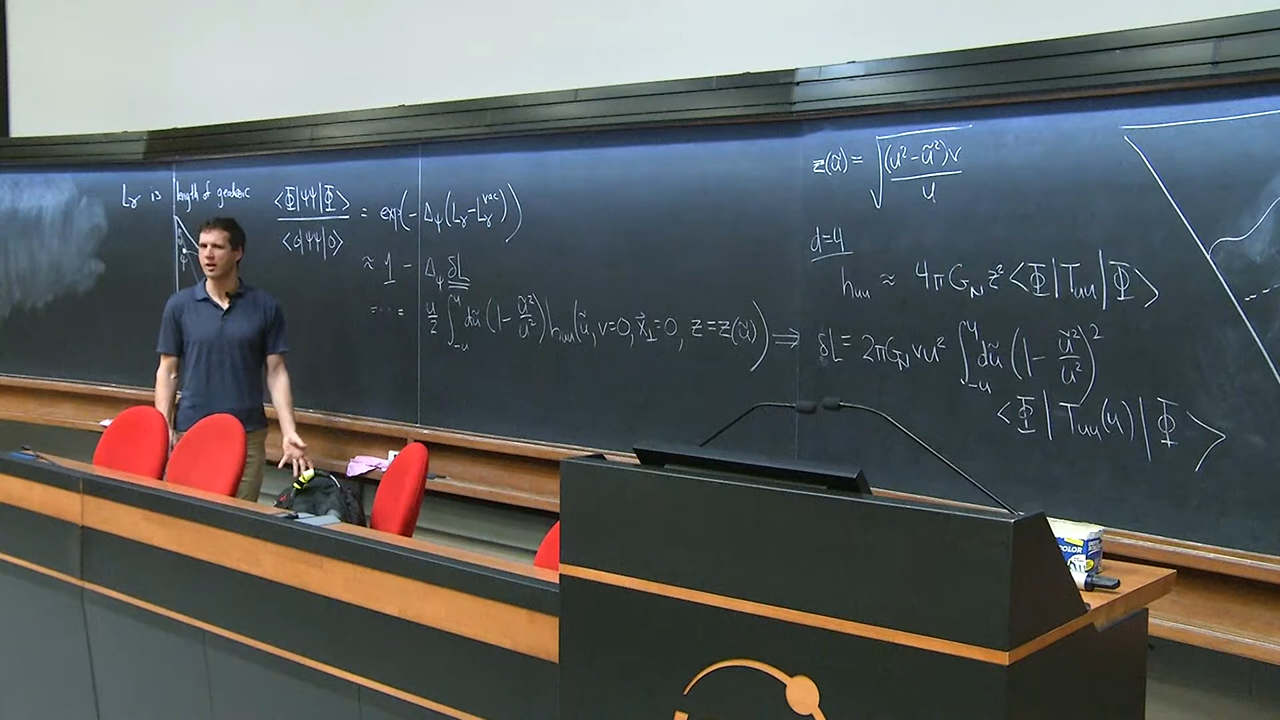 Lγ is length of geodesic
⟨Φ|ψψ|Φ⟩ / ⟨0|ψψ|0⟩ = exp(-Δψ(Lγ-Lγ^vac))
≈ 1 - Δψ δL
... = u/2 ∫_{-u}^{u} dũ (1-ũ²/u²) h_uu(ũ, v=0, x⃗⊥=0, z=z(ũ)) ⟹
z(ũ) = √((u²-ũ²)v / u)
d=4
h_uu ≈ 4πG_N z² ⟨Φ|T_uu|Φ⟩
δL = 2πG_N vu² ∫_{-u}^{u} dũ (1 - ũ²/u²)²
⟨Φ|T_uu(u)|Φ⟩
COLOR